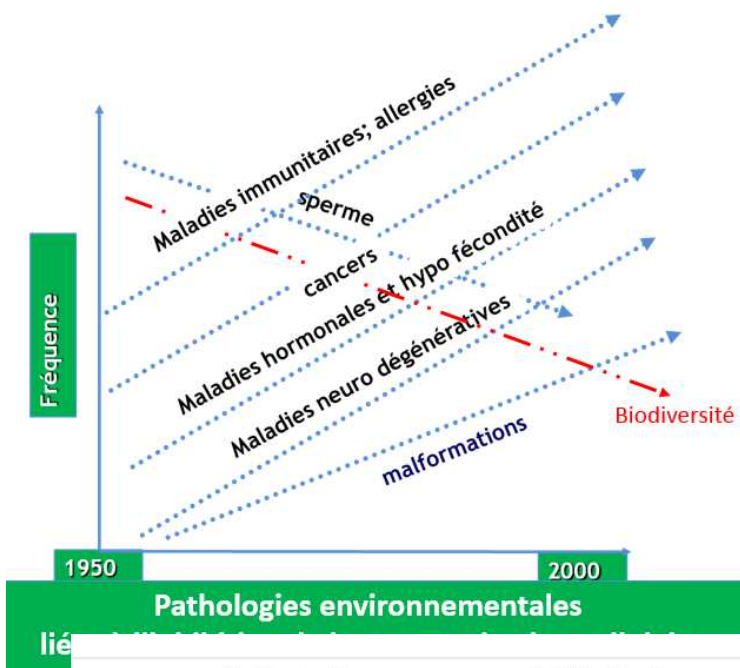 Maladies immunitaires; allergies
sperme
cancers
Maladies hormonales et hypo fécondité
Maladies neuro dégénératives
malformations
Biodiversité
Fréquence
1950
2000
Pathologies environnementales